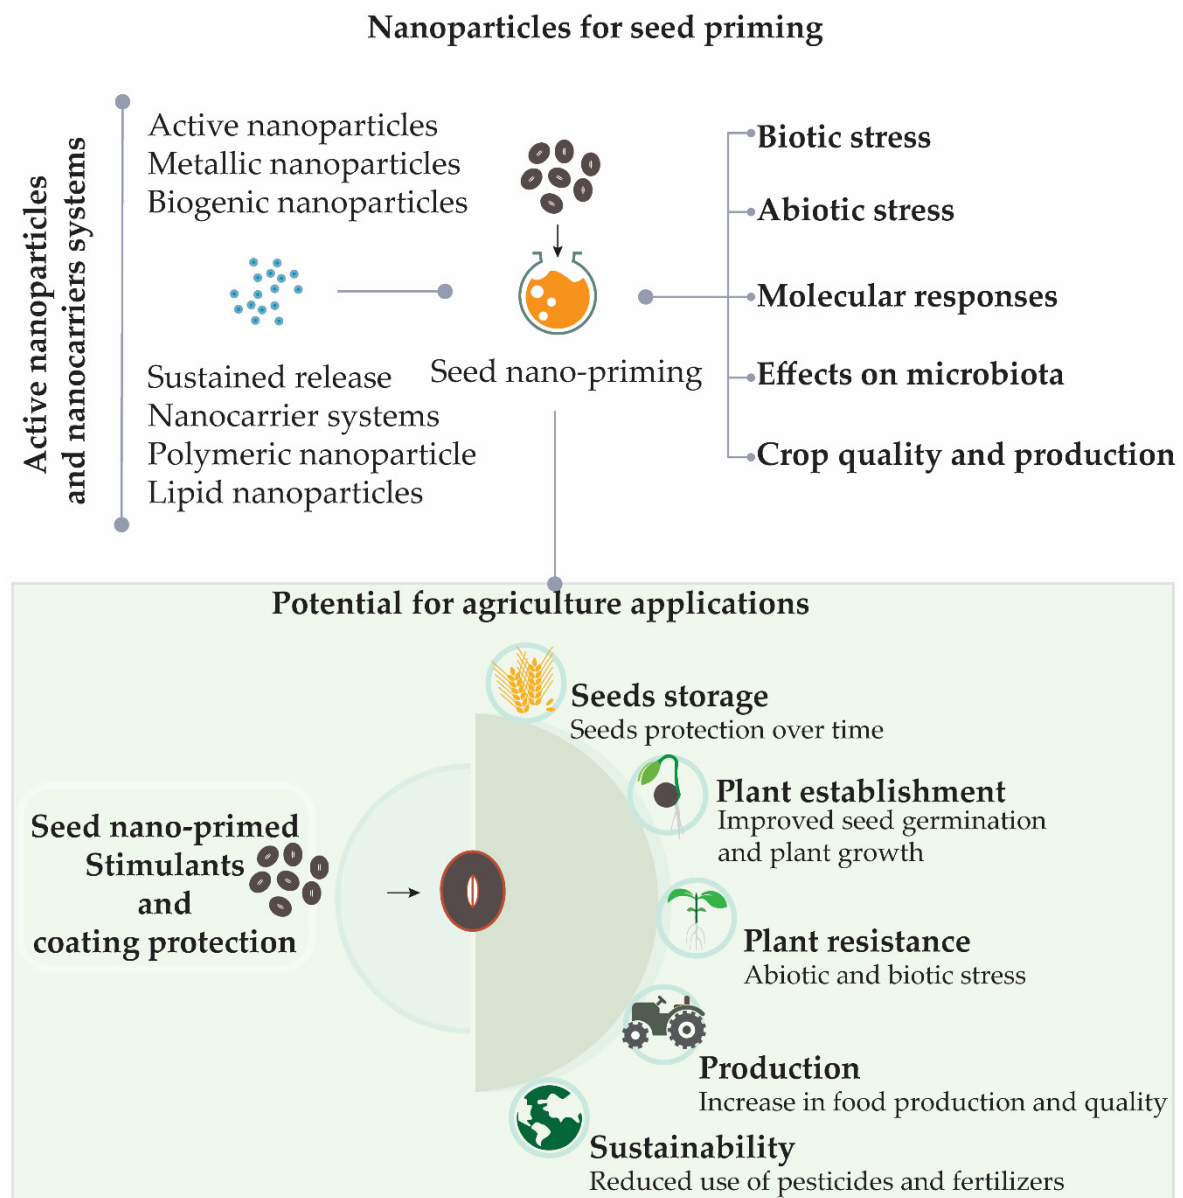 Nanoparticles for seed priming
Active nanoparticles
and nanocarriers systems
Active nanoparticles
Metallic nanoparticles
Biogenic nanoparticles
Sustained release
Nanocarrier systems
Polymeric nanoparticle
Lipid nanoparticles
Seed nano-priming
Biotic stress
Abiotic stress
Molecular responses
Effects on microbiota
Crop quality and production
Potential for agriculture applications
Seed nano-primed
Stimulants
and
coating protection
Seeds storage
Seeds protection over time
Plant establishment
Improved seed germination
and plant growth
Plant resistance
Abiotic and biotic stress
Production
Increase in food production and quality
Sustainability
Reduced use of pesticides and fertilizers